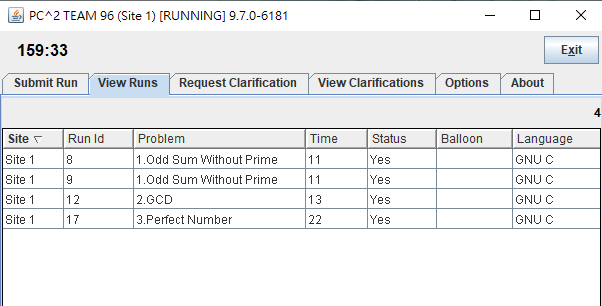 PC^2 TEAM 96 (Site 1) [RUNNING] 9.7.0-6181
159:33 Exit
Submit Run View Runs Request Clarification View Clarifications Options About
4
Site Run Id Problem Time Status Balloon Language
Site 1 8 1.Odd Sum Without Prime 11 Yes GNU C
Site 1 9 1.Odd Sum Without Prime 11 Yes GNU C
Site 1 12 2.GCD 13 Yes GNU C
Site 1 17 3.Perfect Number 22 Yes GNU C